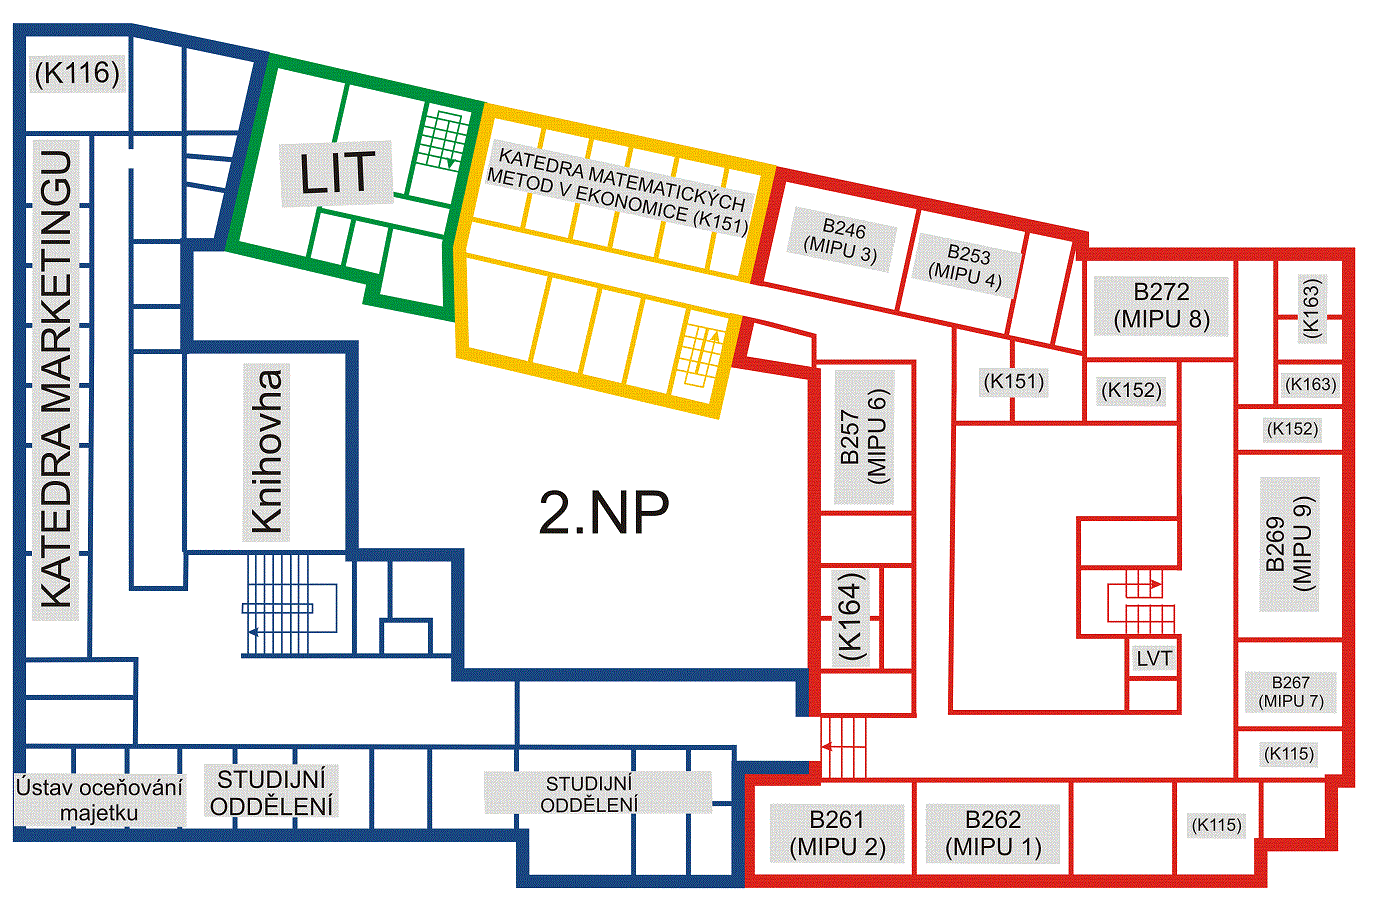 (K116)
KATEDRA MARKETINGU
LIT
KATEDRA MATEMATICKÝCH
METOD V EKONOMICE (K151)
B246
(MIPU 3)
B253
(MIPU 4)
B272
(MIPU 8)
(K163)
(K163)
(K151)
(K152)
(K152)
Knihovha
B257
(MIPU 6)
2.NP
B269
(MIPU 9)
(K164)
LVT
B267
(MIPU 7)
(K115)
Ústav oceňování
majetku
STUDIJNÍ
ODDĚLENÍ
STUDIJNÍ
ODDĚLENÍ
B261
(MIPU 2)
B262
(MIPU 1)
(K115)